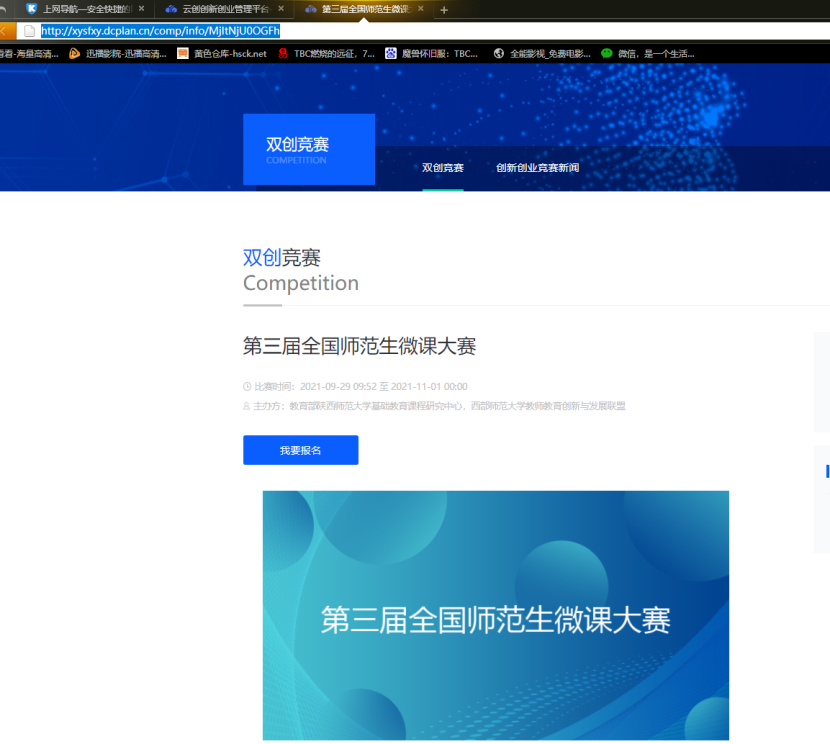 上网导航—安全快捷的
云创创新创业管理平台
第三届全国师范生微课
http://xysfxy.dcplan.cn/comp/info/MjItNjU0OGFh
看看-海量高清...
迅播影院-迅播高清...
黄色仓库-hsck.net
TBC燃烧的远征，7...
魔兽怀旧服：TBC...
全能影视_免费电影...
微信，是一个生活...
双创竞赛
COMPETITION
双创竞赛
创新创业竞赛新闻
双创竞赛
Competition
第三届全国师范生微课大赛
比赛时间：2021-09-29 09:52 至 2021-11-01 00:00
主办方：教育部陕西师范大学基础教育课程研究中心、西部师范大学教师教育创新与发展联盟
我要报名
第三届全国师范生微课大赛